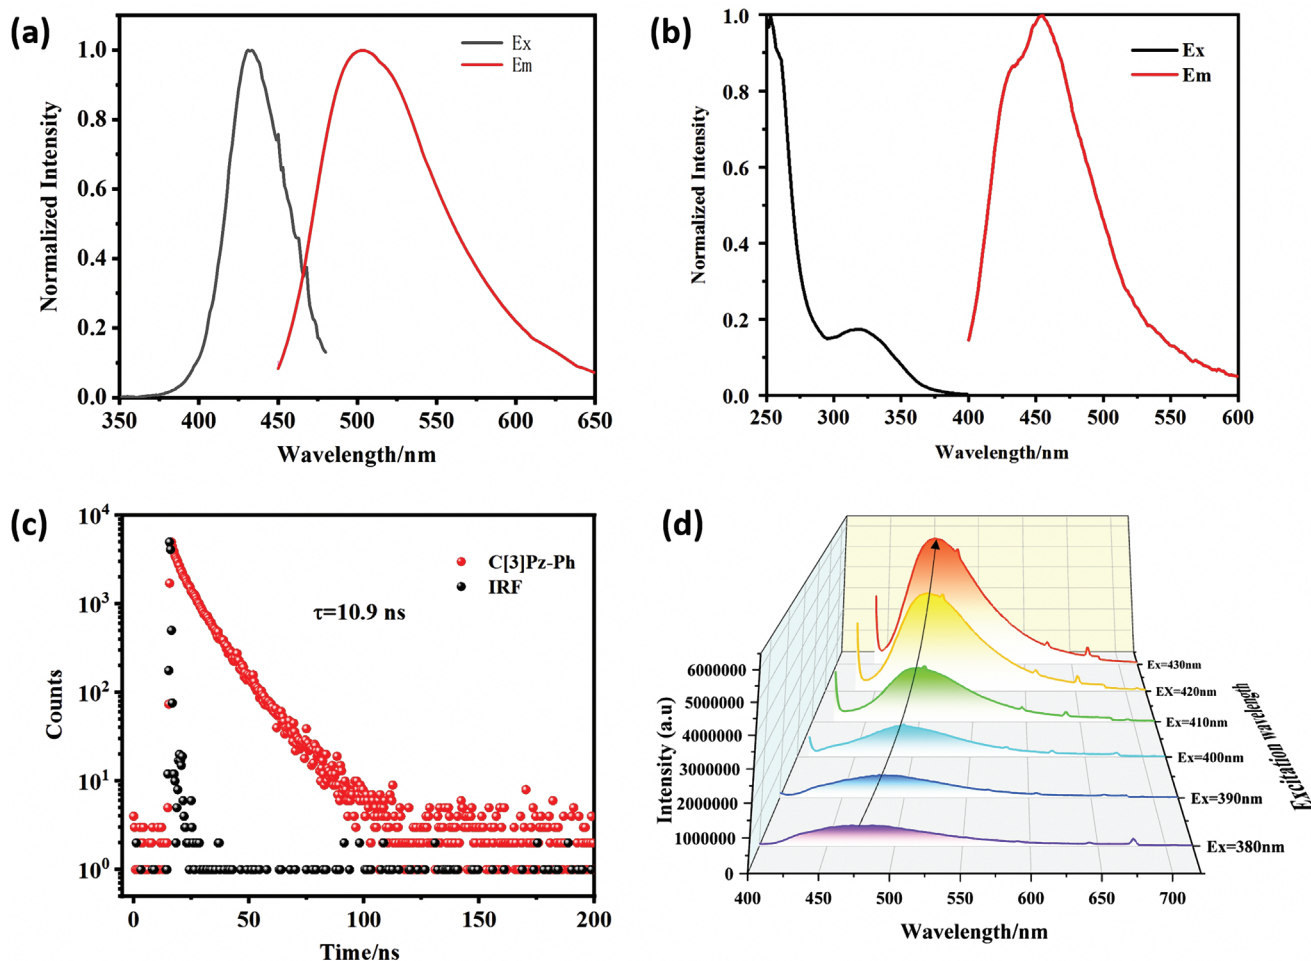 (a)
Ex
Em
Normalized Intensity
1.0
0.8
0.6
0.4
0.2
0.0
350 400 450 500 550 600 650
Wavelength/nm
(b)
Ex
Em
Normalized Intensity
1.0
0.8
0.6
0.4
0.2
0.0
250 300 350 400 450 500 550 600
Wavelength/nm
(c)
C[3]Pz-Ph
IRF
τ=10.9 ns
Counts
10^4
10^3
10^2
10^1
10^0
0 50 100 150 200
Time/ns
(d)
Intensity (a.u)
6000000
5000000
4000000
3000000
2000000
1000000
0
400 450 500 550 600 650 700
Wavelength/nm
Ex=430nm
EX=420nm
Ex=410nm
Ex=400nm
Ex=390nm
Ex=380nm
Excitation wavelength